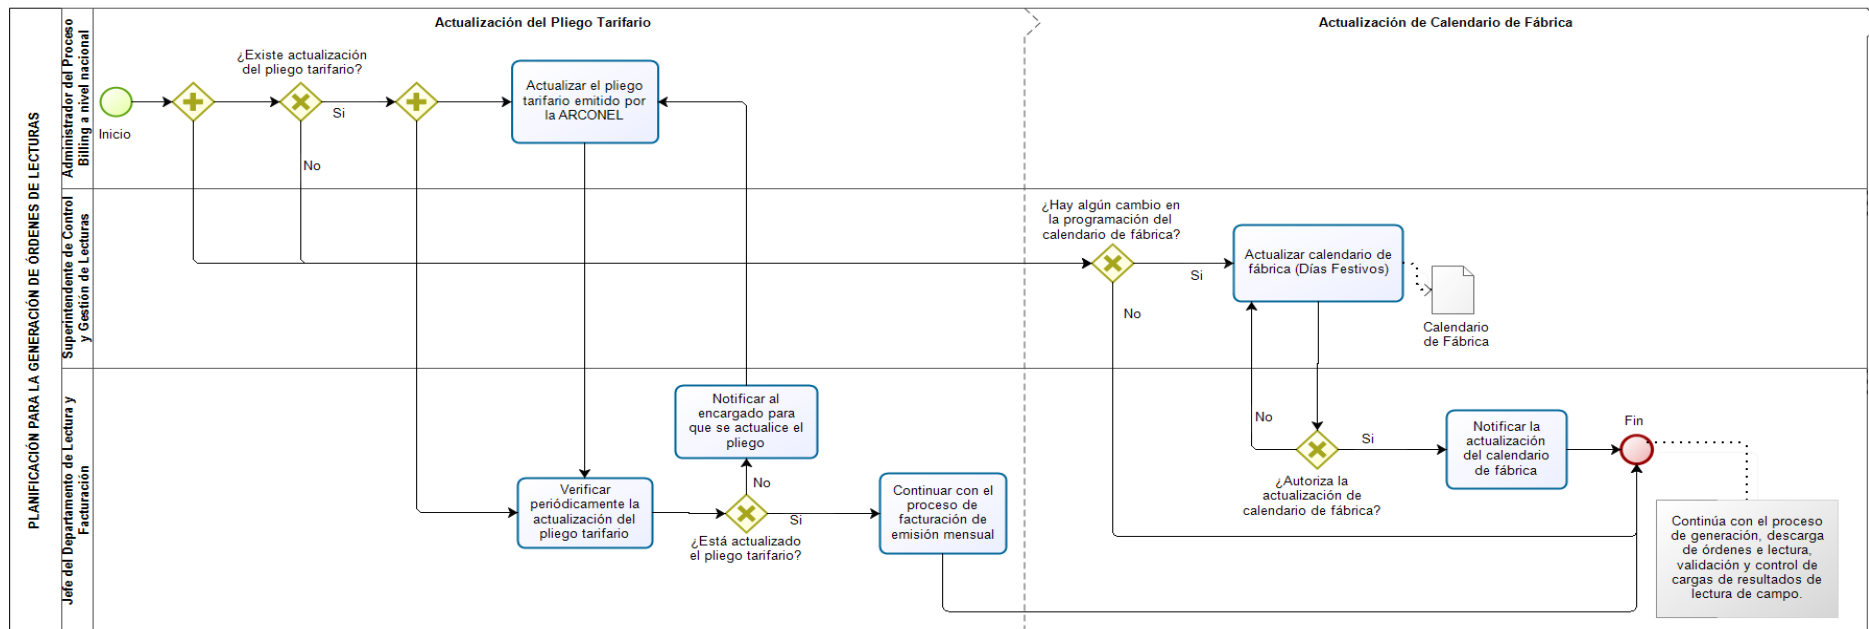 PLANIFICACIÓN PARA LA GENERACIÓN DE ÓRDENES DE LECTURAS
Administrador del Proceso
Billing a nivel nacional
Superintendente de Control
y Gestión de Lecturas
Jefe del Departamento de Lectura y
Facturación
Actualización del Pliego Tarifario
Actualización de Calendario de Fábrica
Inicio
¿Existe actualización
del pliego tarifario?
Si
No
Actualizar el pliego
tarifario emitido por
la ARCONEL
¿Hay algún cambio en
la programación del
calendario de fábrica?
Si
No
Actualizar calendario de
fábrica (Días Festivos)
Calendario
de Fábrica
Notificar al
encargado para
que se actualice el
pliego
No
Verificar
periódicamente la
actualización del
pliego tarifario
¿Está actualizado
el pliego tarifario?
Si
Continuar con el
proceso de
facturación de
emisión mensual
No
Si
¿Autoriza la
actualización de
calendario de fábrica?
Notificar la
actualización
del calendario
de fábrica
Fin
Continúa con el proceso
de generación, descarga
de órdenes e lectura,
validación y control de
cargas de resultados de
lectura de campo.